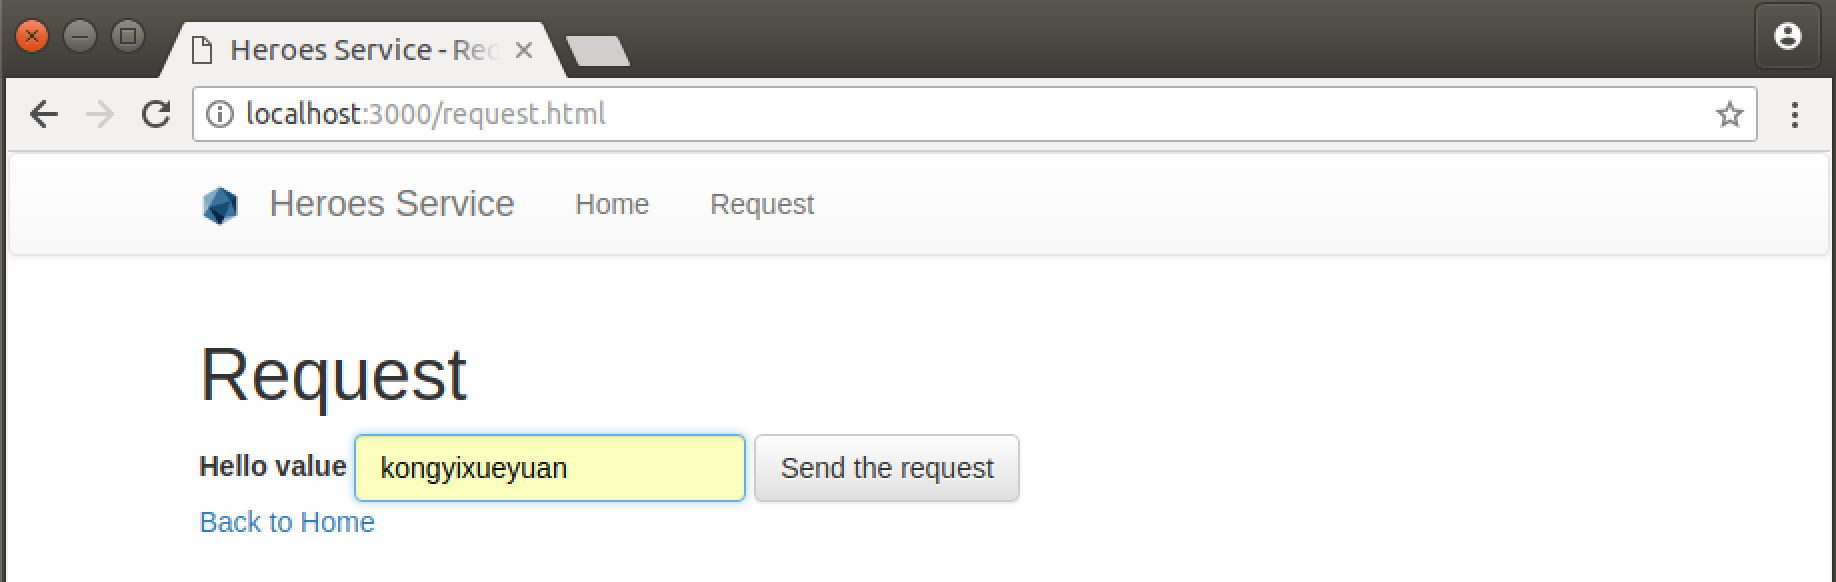 Heroes Service - Rec
localhost:3000/request.html
Heroes Service Home Request
Request
Hello value kongyixueyuan Send the request
Back to Home